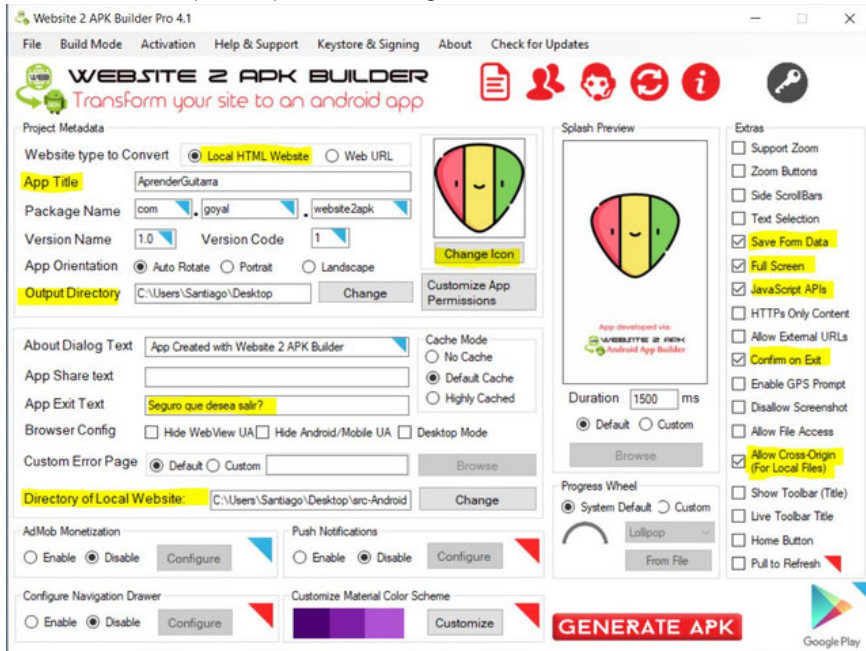 Website 2 APK Builder Pro 4.1
File Build Mode Activation Help & Support Keystore & Signing About Check for Updates
WEB
WEBSITE 2 APK BUILDER
Transform your site to an android app
Project Metadata
Website type to Convert Local HTML Website Web URL
App Title AprenderGuitarra
Package Name com . goyal . website2apk
Version Name 1.0 Version Code 1
App Orientation Auto Rotate Portrait Landscape
Output Directory C:\Users\Santiago\Desktop Change
Change Icon
Customize App
Permissions
About Dialog Text App Created with Website 2 APK Builder
App Share text
App Exit Text Seguro que desea salir?
Browser Config Hide WebView UA Hide Android/Mobile UA Desktop Mode
Custom Error Page Default Custom Browse
Directory of Local Website: C:\Users\Santiago\Desktop\src-Android Change
Cache Mode
No Cache
Default Cache
Highly Cached
AdMob Monetization
Enable Disable Configure
Push Notifications
Enable Disable Configure
Configure Navigation Drawer
Enable Disable Configure
Customize Material Color Scheme
Customize
Splash Preview
App developed via
WEBSITE 2 APK
Android App Builder
Duration 1500 ms
Default Custom
Browse
Progress Wheel
System Default Custom
Lollipop
From File
Extras
Support Zoom
Zoom Buttons
Side ScrollBars
Text Selection
Save Form Data
Full Screen
JavaScript APIs
HTTPs Only Content
Allow External URLs
Confirm on Exit
Enable GPS Prompt
Disallow Screenshot
Allow File Access
Allow Cross-Origin
(For Local Files)
Show Toolbar (Title)
Live Toolbar Title
Home Button
Pull to Refresh
GENERATE APK
Google Play